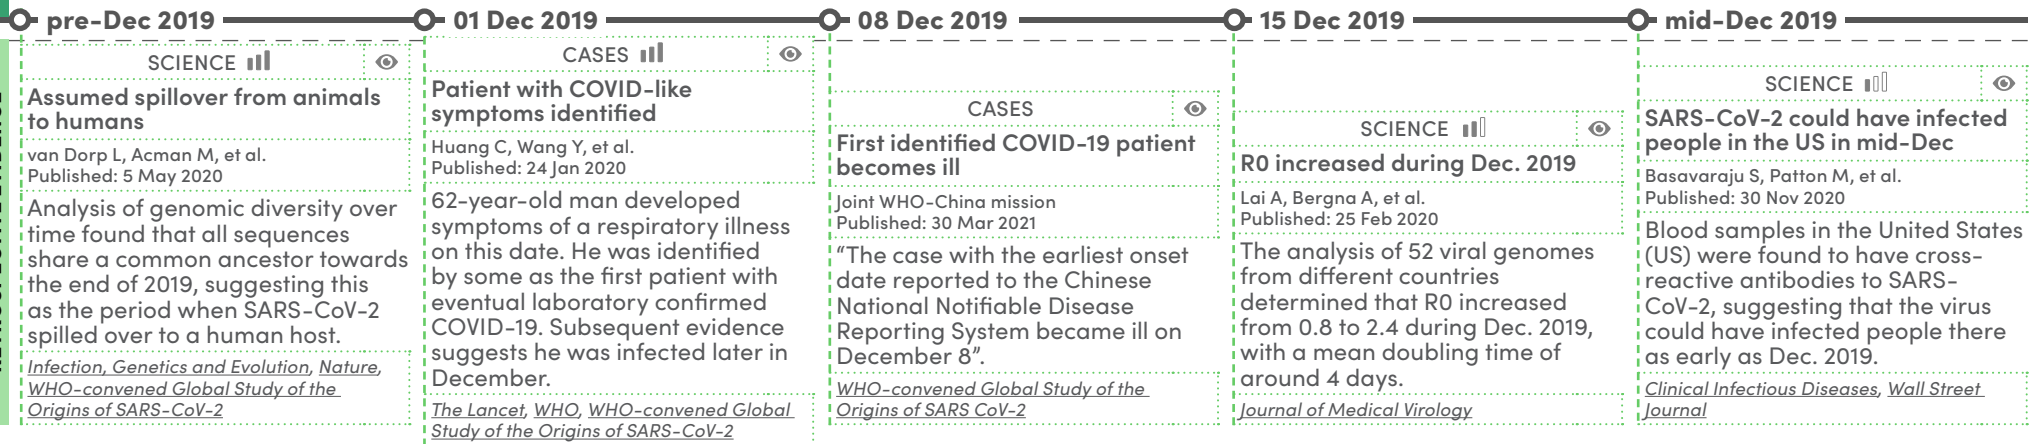 pre-Dec 2019
SCIENCE
Assumed spillover from animals
to humans
van Dorp L, Acman M, et al.
Published: 5 May 2020
Analysis of genomic diversity over
time found that all sequences
share a common ancestor towards
the end of 2019, suggesting this
as the period when SARS-CoV-2
spilled over to a human host.
Infection, Genetics and Evolution, Nature,
WHO-convened Global Study of the
Origins of SARS-CoV-2
01 Dec 2019
CASES
Patient with COVID-like
symptoms identified
Huang C, Wang Y, et al.
Published: 24 Jan 2020
62-year-old man developed
symptoms of a respiratory illness
on this date. He was identified
by some as the first patient with
eventual laboratory confirmed
COVID-19. Subsequent evidence
suggests he was infected later in
December.
The Lancet, WHO, WHO-convened Global
Study of the Origins of SARS-CoV-2
08 Dec 2019
CASES
First identified COVID-19 patient
becomes ill
Joint WHO-China mission
Published: 30 Mar 2021
“The case with the earliest onset
date reported to the Chinese
National Notifiable Disease
Reporting System became ill on
December 8”.
WHO-convened Global Study of the
Origins of SARS CoV-2
15 Dec 2019
SCIENCE
R0 increased during Dec. 2019
Lai A, Bergna A, et al.
Published: 25 Feb 2020
The analysis of 52 viral genomes
from different countries
determined that R0 increased
from 0.8 to 2.4 during Dec. 2019,
with a mean doubling time of
around 4 days.
Journal of Medical Virology
mid-Dec 2019
SCIENCE
SARS-CoV-2 could have infected
people in the US in mid-Dec
Basavaraju S, Patton M, et al.
Published: 30 Nov 2020
Blood samples in the United States
(US) were found to have cross-
reactive antibodies to SARS-
CoV-2, suggesting that the virus
could have infected people there
as early as Dec. 2019.
Clinical Infectious Diseases, Wall Street
Journal